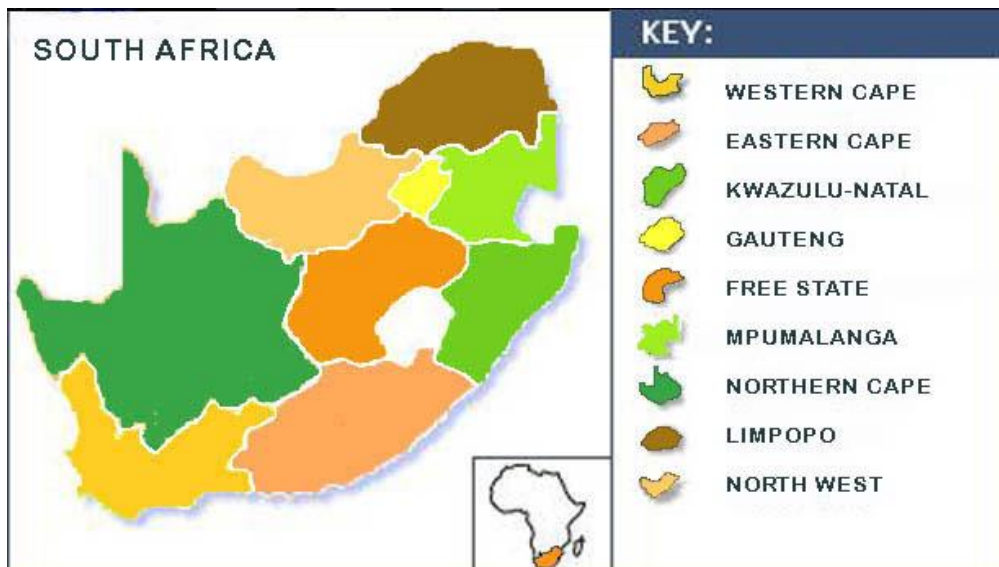 SOUTH AFRICA
KEY:
WESTERN CAPE
EASTERN CAPE
KWAZULU-NATAL
GAUTENG
FREE STATE
MPUMALANGA
NORTHERN CAPE
LIMPOPO
NORTH WEST